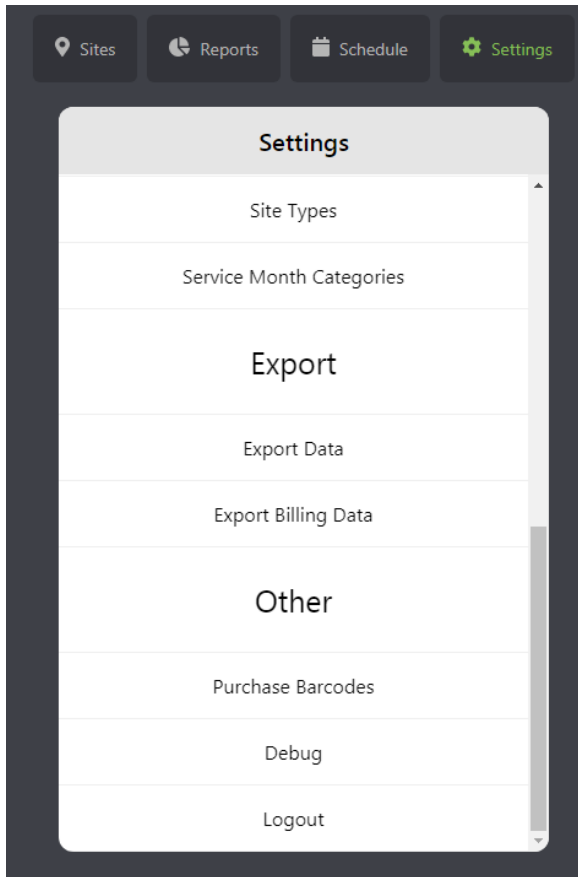 Sites
Reports
Schedule
Settings
Settings
Site Types
Service Month Categories
Export
Export Data
Export Billing Data
Other
Purchase Barcodes
Debug
Logout